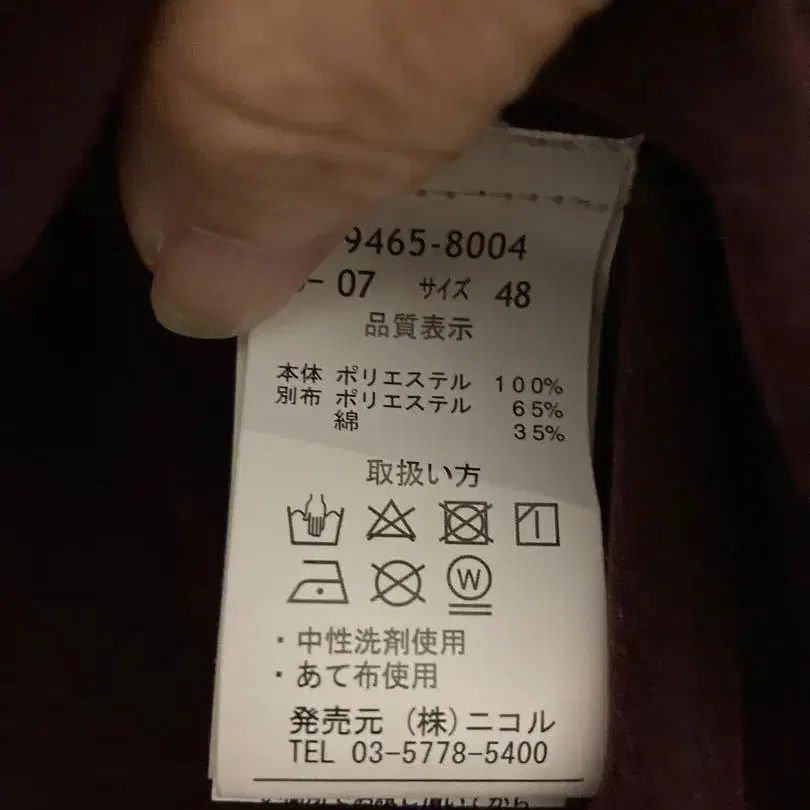 9465-8004
- 07 サイズ 48
品質表示
本体 ポリエステル 100%
別布 ポリエステル 65%
綿 35%
取扱い方
W
・中性洗剤使用
・あて布使用
発売元 (株)ニコル
TEL 03-5778-5400